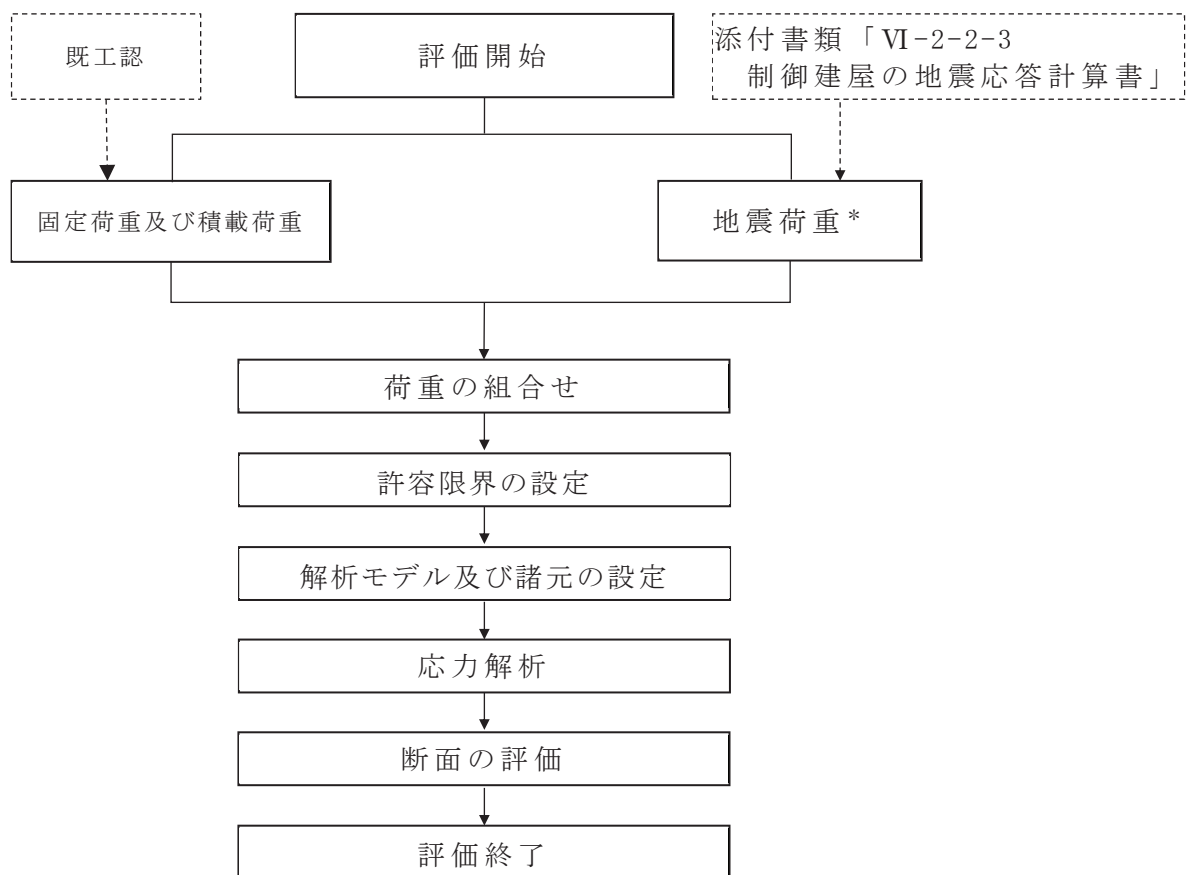 既工認
評価開始
添付書類「Ⅵ-2-2-3
制御建屋の地震応答計算書」
固定荷重及び積載荷重
地震荷重*
荷重の組合せ
許容限界の設定
解析モデル及び諸元の設定
応力解析
断面の評価
評価終了